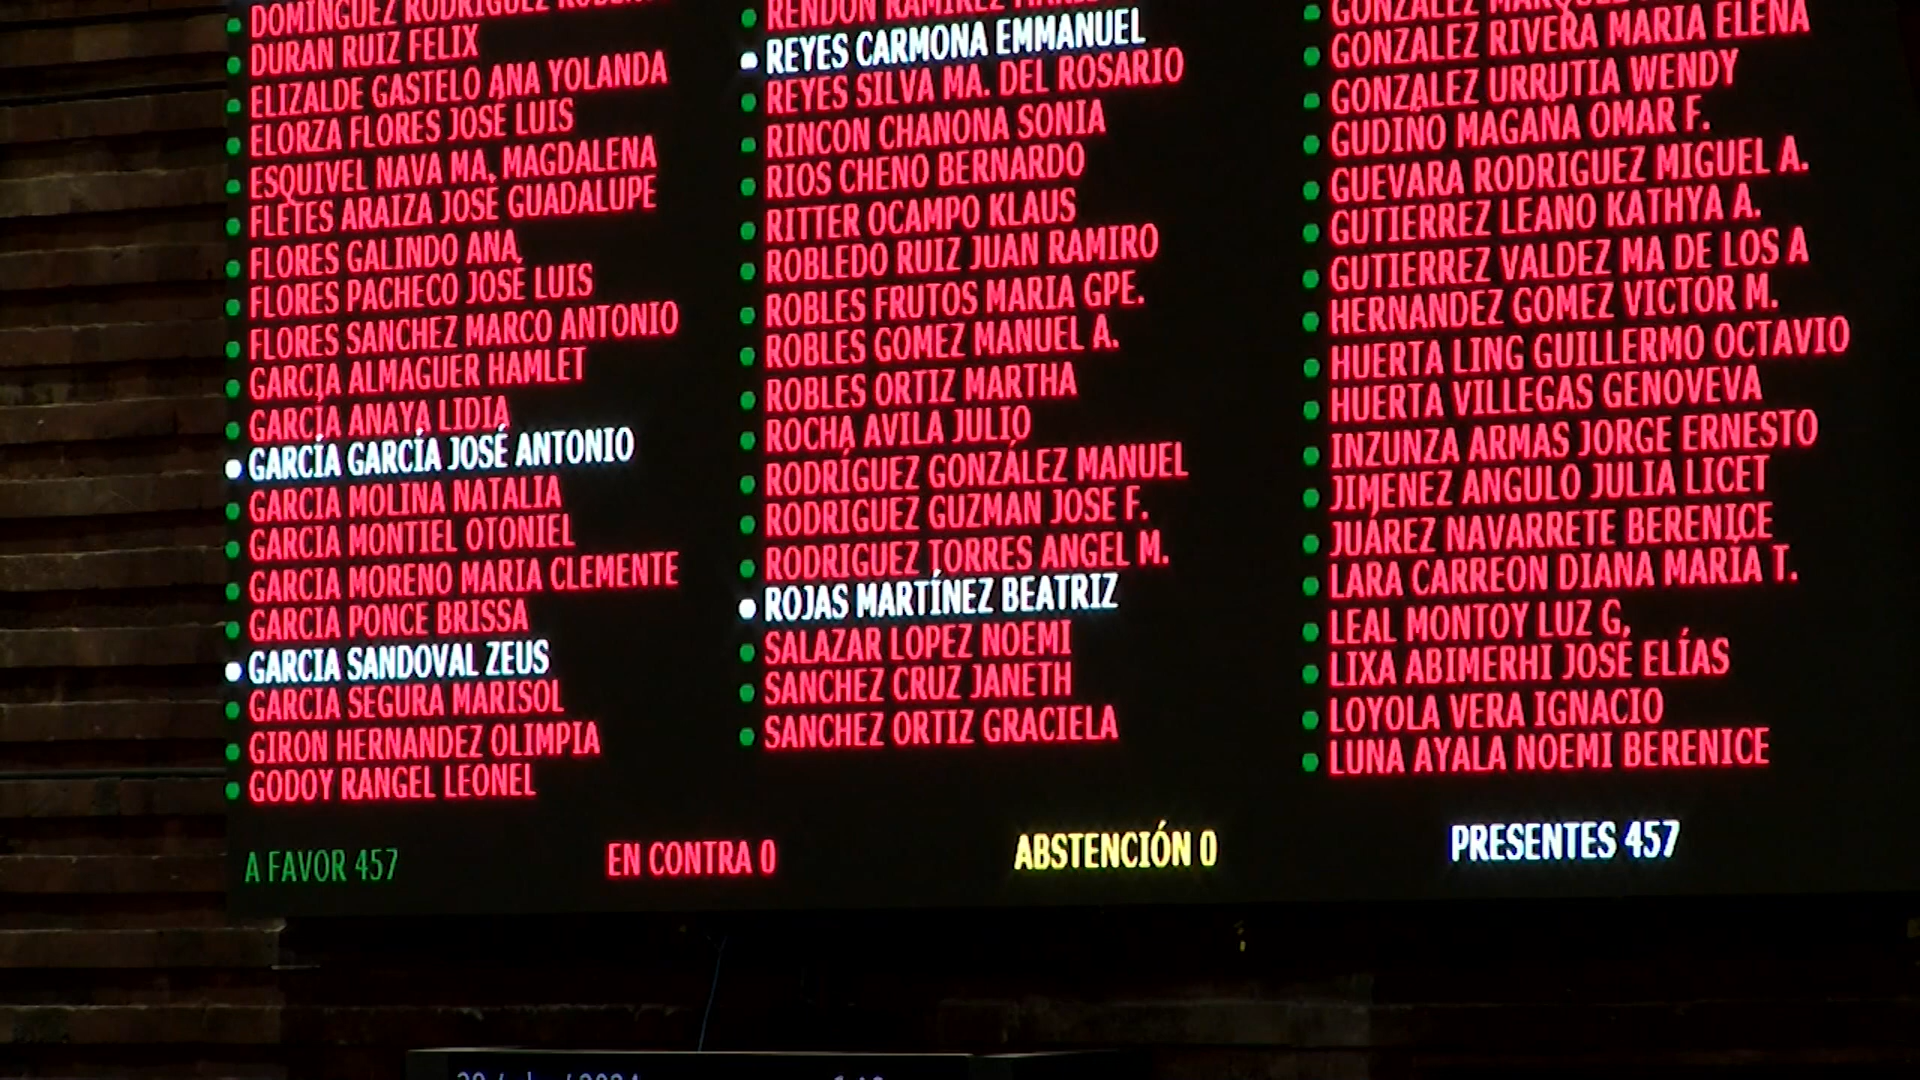 DOMINGUEZ RODRIGUEZ
DURAN RUIZ FELIX
ELIZALDE GASTELO ANA YOLANDA
ELORZA FLORES JOSÉ LUIS
ESQUIVEL NAVA MA. MAGDALENA
FLETES ARAIZA JOSÉ GUADALUPE
FLORES GALINDO ANA
FLORES PACHECO JOSÉ LUIS
FLORES SANCHEZ MARCO ANTONIO
GARCIA ALMAGUER HAMLET
GARCÍA ANAYA LIDIA
GARCÍA GARCÍA JOSÉ ANTONIO
GARCIA MOLINA NATALIA
GARCIA MONTIEL OTONIEL
GARCIA MORENO MARIA CLEMENTE
GARCIA PONCE BRISSA
GARCIA SANDOVAL ZEUS
GARCIA SEGURA MARISOL
GIRON HERNANDEZ OLIMPIA
GODOY RANGEL LEONEL
RENDON RAMIREZ
REYES CARMONA EMMANUEL
REYES SILVA MA. DEL ROSARIO
RINCON CHANONA SONIA
RIOS CHENO BERNARDO
RITTER OCAMPO KLAUS
ROBLEDO RUIZ JUAN RAMIRO
ROBLES FRUTOS MARIA GPE.
ROBLES GOMEZ MANUEL A.
ROBLES ORTIZ MARTHA
ROCHA AVILA JULIO
RODRÍGUEZ GONZÁLEZ MANUEL
RODRIGUEZ GUZMAN JOSE F.
RODRIGUEZ TORRES ANGEL M.
ROJAS MARTÍNEZ BEATRIZ
SALAZAR LOPEZ NOEMI
SANCHEZ CRUZ JANETH
SANCHEZ ORTIZ GRACIELA
GONZALEZ
GONZALEZ RIVERA MARIA ELENA
GONZALEZ URRUTIA WENDY
GUDIÑO MAGAÑA OMAR F.
GUEVARA RODRIGUEZ MIGUEL A.
GUTIERREZ LEANO KATHYA A.
GUTIERREZ VALDEZ MA DE LOS A
HERNANDEZ GOMEZ VICTOR M.
HUERTA LING GUILLERMO OCTAVIO
HUERTA VILLEGAS GENOVEVA
INZUNZA ARMAS JORGE ERNESTO
JIMENEZ ANGULO JULIA LICET
JUÁREZ NAVARRETE BERENICE
LARA CARREON DIANA MARÍA T.
LEAL MONTOY LUZ G.
LIXA ABIMERHI JOSÉ ELÍAS
LOYOLA VERA IGNACIO
LUNA AYALA NOEMI BERENICE
A FAVOR 457
EN CONTRA 0
ABSTENCIÓN 0
PRESENTES 457